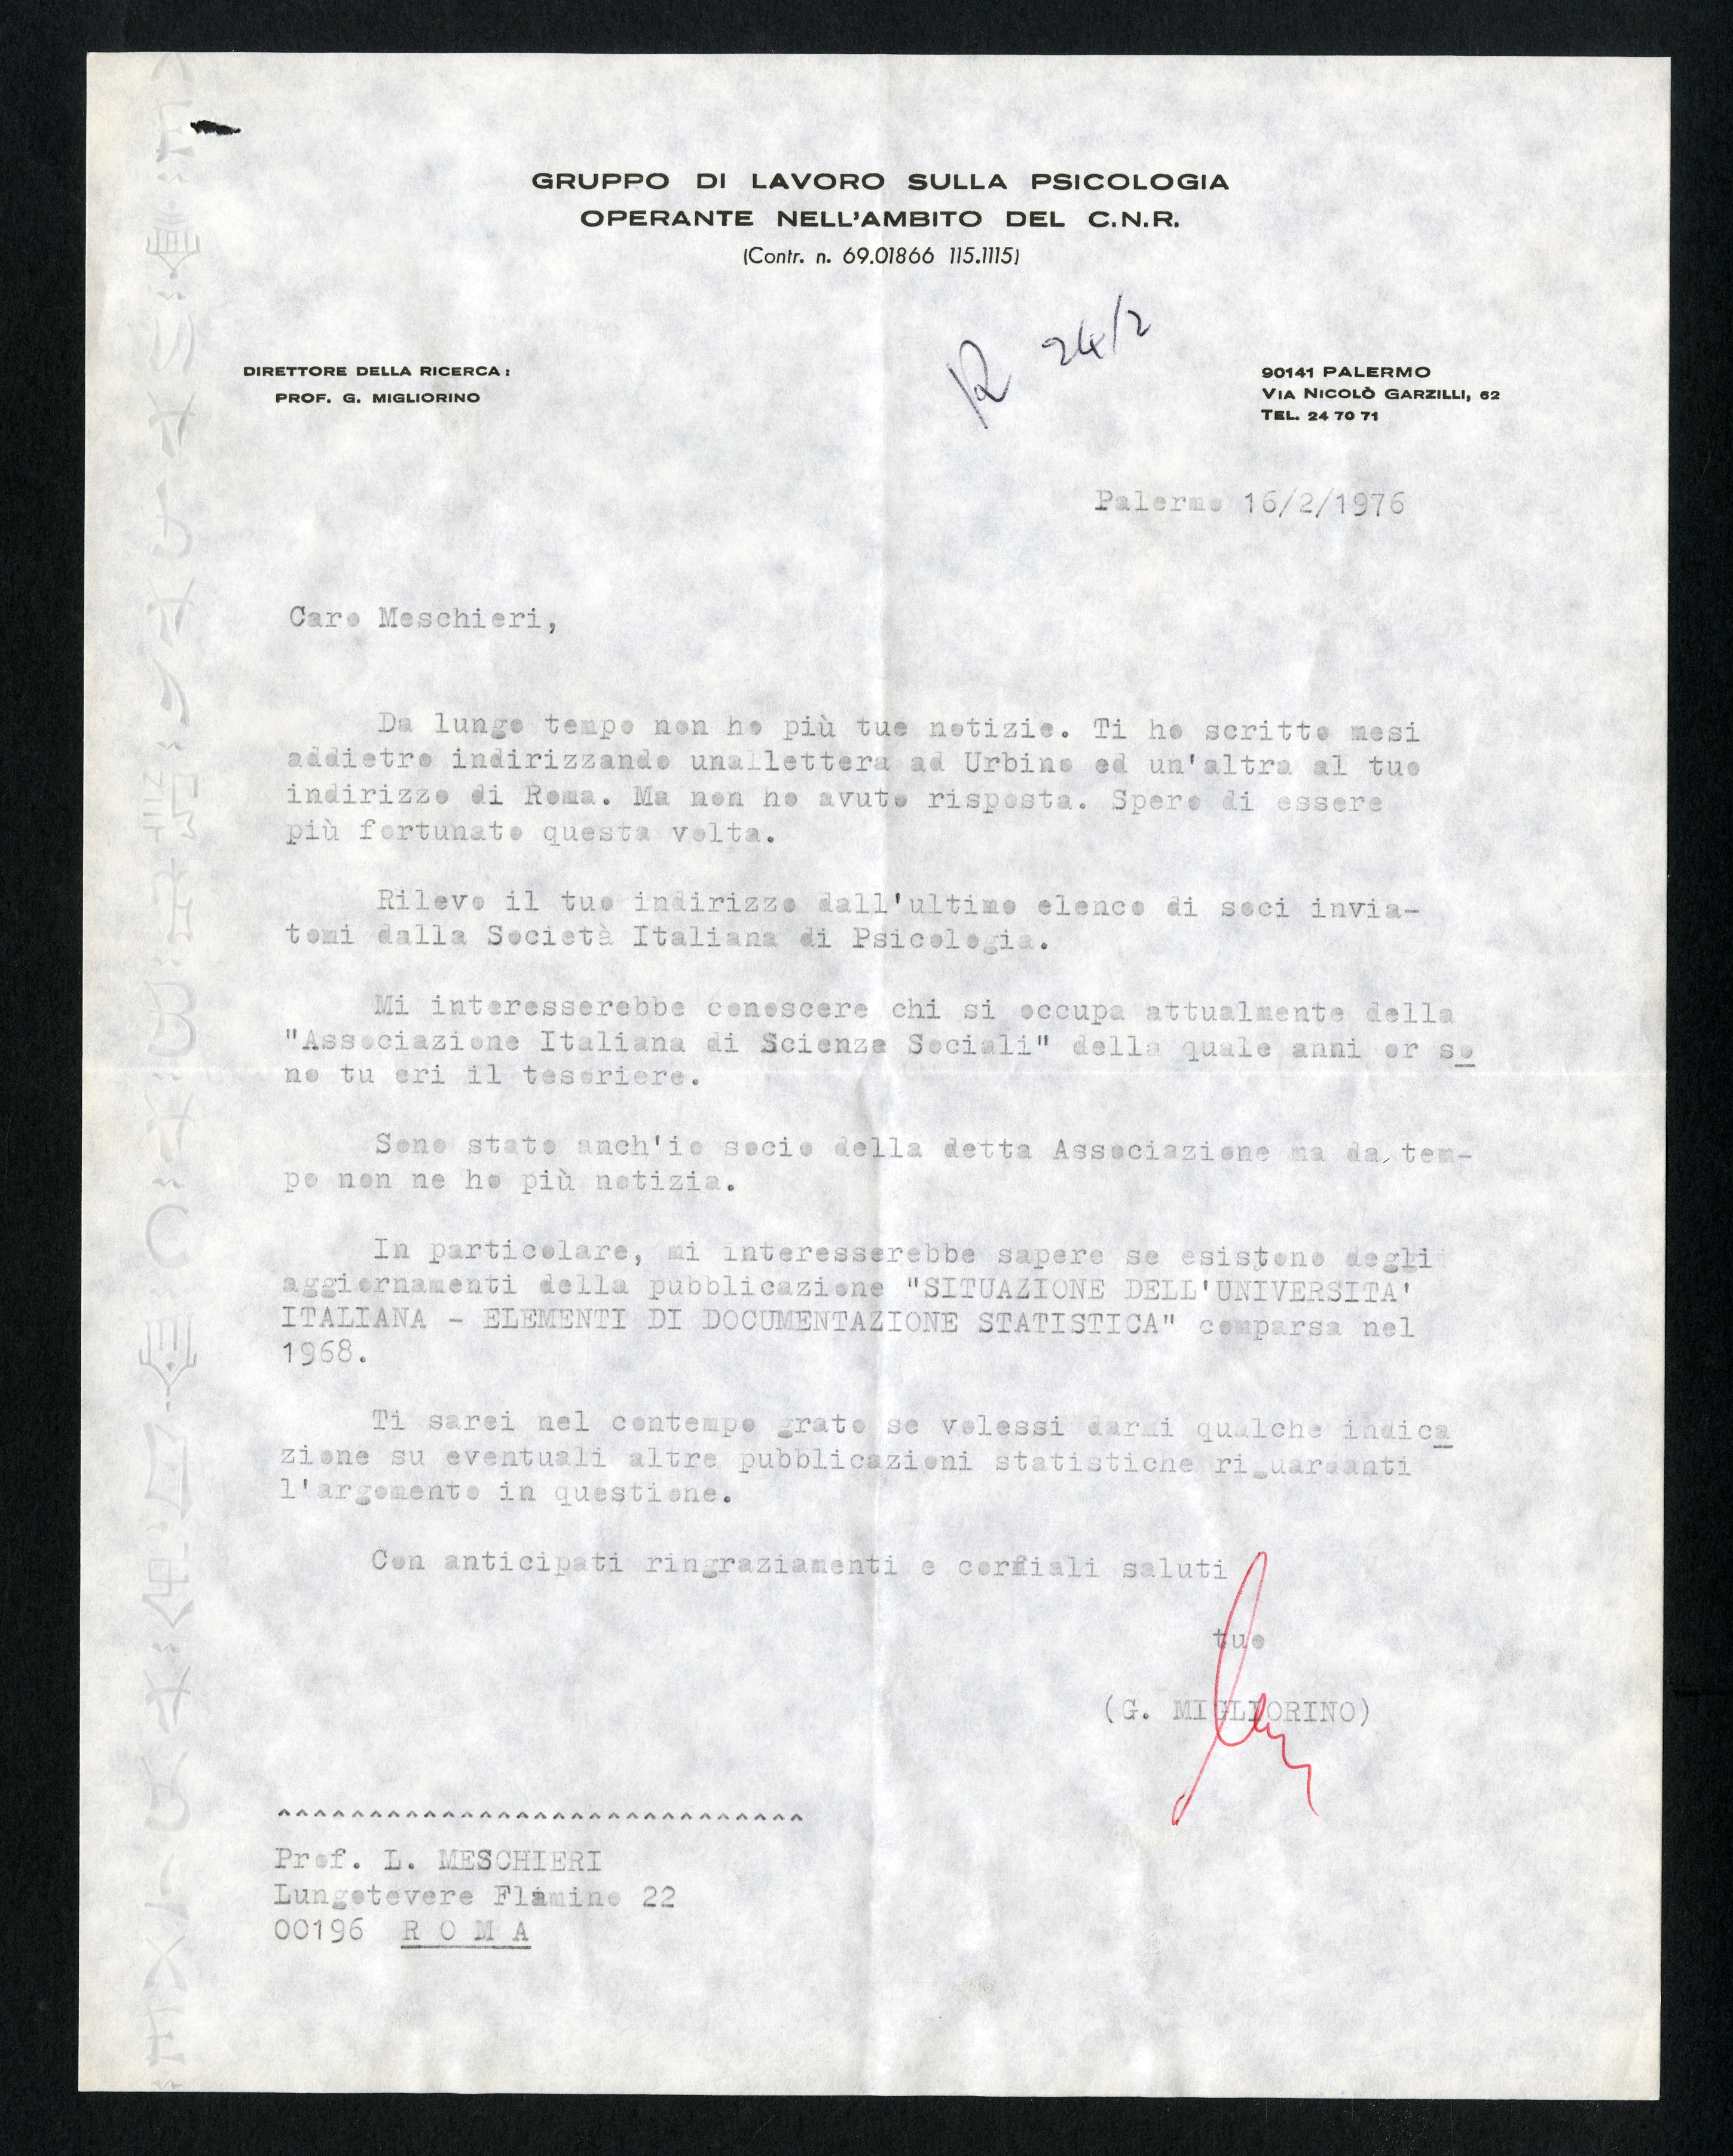 GRUPPO DI LAVORO SULLA PSICOLOGIA
OPERANTE NELL'AMBITO DEL C.N.R.
(Contr. n. 69.01866 115.1115)
R 24/2
DIRETTORE DELLA RICERCA:
PROF. G. MIGLIORINO
90141 PALERMO
VIA NICOLÒ GARZILLI, 62
TEL. 24 70 71
Palermo 16/2/1976
Caro Meschieri,
Da lungo tempo non ho più tue notizie. Ti ho scritto mesi
addietro indirizzando unallettera ad Urbino ed un'altra al tuo
indirizzo di Roma. Ma non ho avuto risposta. Spero di essere
più fortunato questa volta.
Rilevo il tuo indirizzo dall'ultimo elenco di soci invia-
tomi dalla Società Italiana di Psicologia.
Mi interesserebbe conoscere chi si occupa attualmente della
"Associazione Italiana di Scienze Sociali" della quale anni or so
no tu eri il tesoriere.
Sono stato anch'io socio della detta Associazione ma da tem-
po non ne ho più notizia.
In particolare, mi interesserebbe sapere se esistono degli
aggiornamenti della pubblicazione "SITUAZIONE DELL'UNIVERSITA'
ITALIANA - ELEMENTI DI DOCUMENTAZIONE STATISTICA" comparsa nel
1968.
Ti sarei nel contempo grato se volessi darmi qualche indica
zione su eventuali altre pubblicazioni statistiche riguardanti
l'argomento in questione.
Con anticipati ringraziamenti e cordiali saluti
tuo
(G. MIGLIORINO)
^^^^^^^^^^^^^^^^^^^^^^^^^^^^^
Prof. L. MESCHIERI
Lungotevere Flaminio 22
00196 R O M A